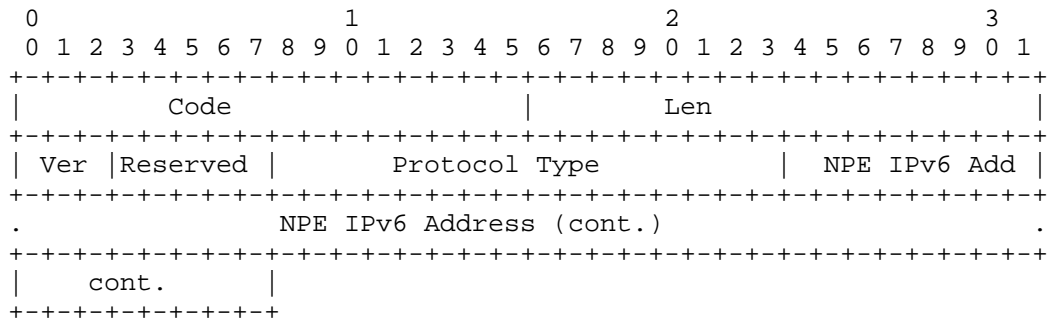 0                   1                   2                   3
 0 1 2 3 4 5 6 7 8 9 0 1 2 3 4 5 6 7 8 9 0 1 2 3 4 5 6 7 8 9 0 1
+-+-+-+-+-+-+-+-+-+-+-+-+-+-+-+-+-+-+-+-+-+-+-+-+-+-+-+-+-+-+-+-+
|         Code                  |        Len                    |
+-+-+-+-+-+-+-+-+-+-+-+-+-+-+-+-+-+-+-+-+-+-+-+-+-+-+-+-+-+-+-+-+
| Ver |Reserved |       Protocol Type           |  NPE IPv6 Add |
+-+-+-+-+-+-+-+-+-+-+-+-+-+-+-+-+-+-+-+-+-+-+-+-+-+-+-+-+-+-+-+-+
.                NPE IPv6 Address (cont.)                       .
+-+-+-+-+-+-+-+-+-+-+-+-+-+-+-+-+-+-+-+-+-+-+-+-+-+-+-+-+-+-+-+-+
|    cont.      |
+-+-+-+-+-+-+-+-+